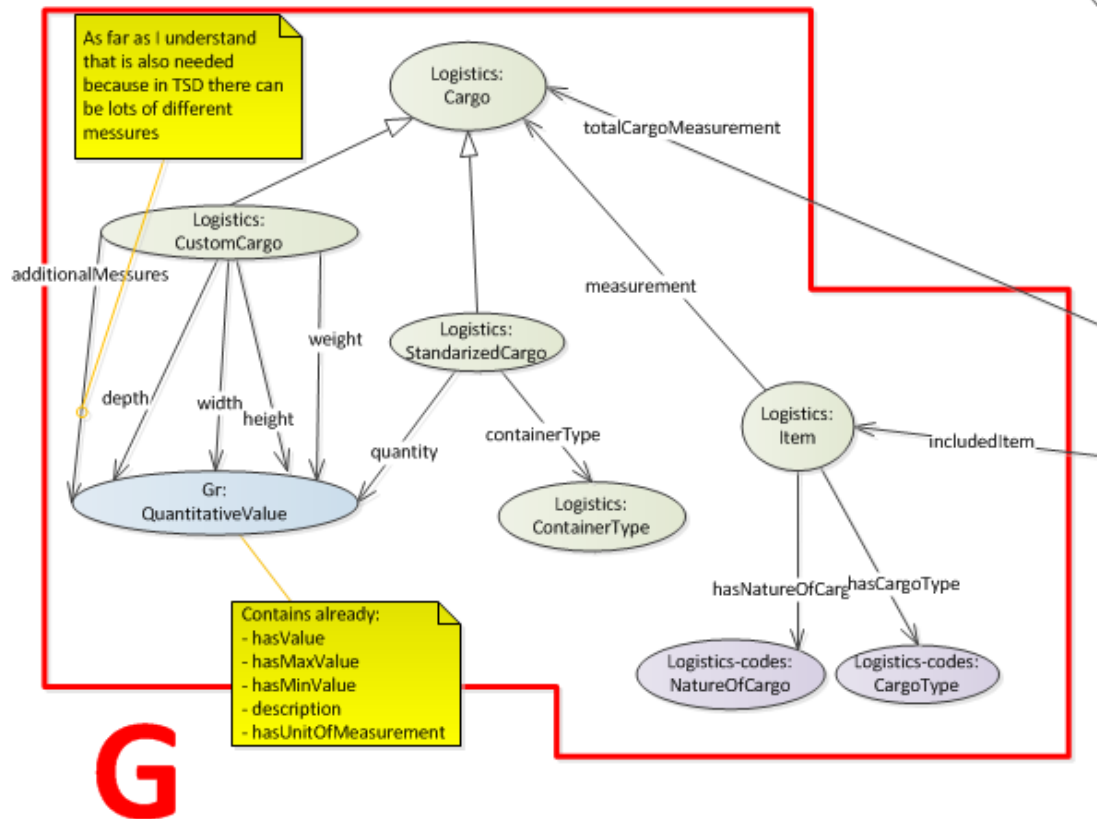 As far as I understand
that is also needed
because in TSD there can
be lots of different
messures
Logistics:
Cargo
totalCargoMeasurement
Logistics:
CustomCargo
additionalMessures
measurement
Logistics:
StandarizedCargo
weight
depth
width
height
quantity
containerType
Logistics:
Item
includedItem
Gr:
QuantitativeValue
Logistics:
ContainerType
hasNatureOfCarg
hasCargoType
Contains already:
- hasValue
- hasMaxValue
- hasMinValue
- description
- hasUnitOfMeasurement
Logistics-codes:
NatureOfCargo
Logistics-codes:
CargoType
G